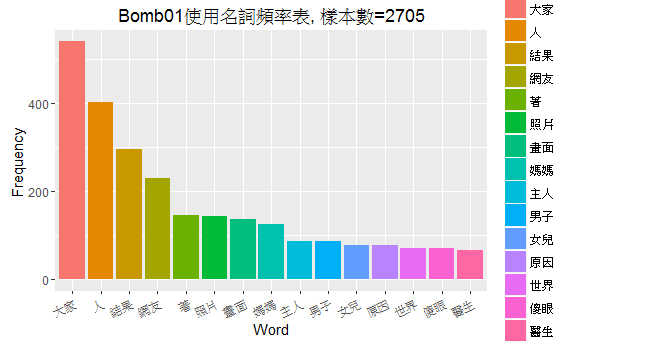 Bomb01使用名詞頻率表, 樣本數=2705
Frequency
400
200
0
大家
人
結果
網友
著
照片
畫面
媽媽
主人
男子
女兒
原因
世界
傻眼
醫生
Word
大家
人
結果
網友
著
照片
畫面
媽媽
主人
男子
女兒
原因
世界
傻眼
醫生